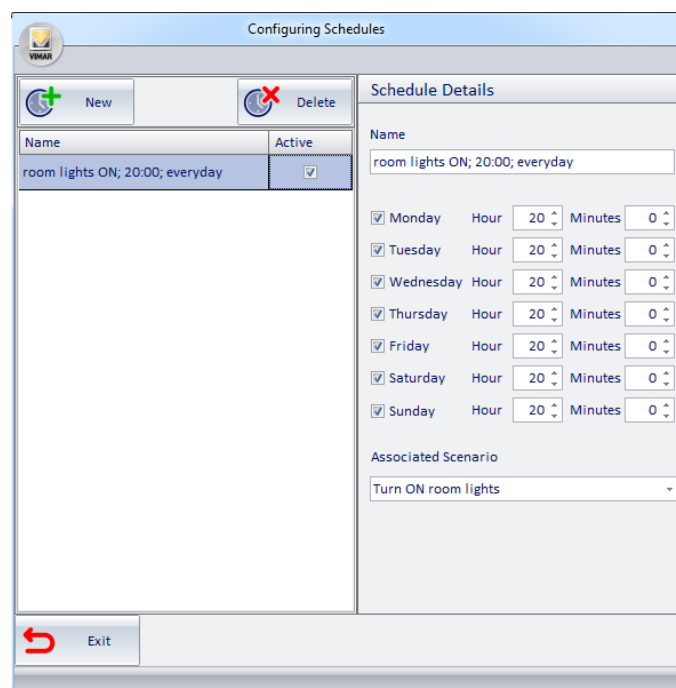 Configuring Schedules
VIMAR
New
Delete
Name Active
room lights ON; 20:00; everyday
Schedule Details
Name
room lights ON; 20:00; everyday
Monday Hour 20 Minutes 0
Tuesday Hour 20 Minutes 0
Wednesday Hour 20 Minutes 0
Thursday Hour 20 Minutes 0
Friday Hour 20 Minutes 0
Saturday Hour 20 Minutes 0
Sunday Hour 20 Minutes 0
Associated Scenario
Turn ON room lights
Exit